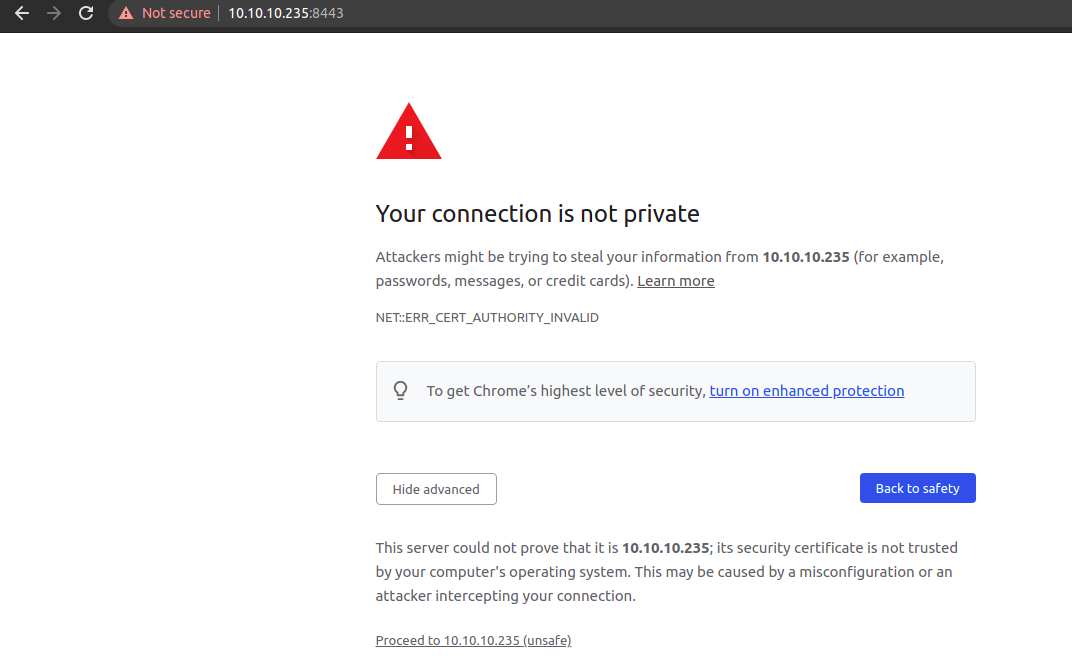 Not secure | 10.10.10.235:8443
Your connection is not private
Attackers might be trying to steal your information from 10.10.10.235 (for example,
passwords, messages, or credit cards). Learn more
NET::ERR_CERT_AUTHORITY_INVALID
To get Chrome’s highest level of security, turn on enhanced protection
Hide advanced
Back to safety
This server could not prove that it is 10.10.10.235; its security certificate is not trusted
by your computer's operating system. This may be caused by a misconfiguration or an
attacker intercepting your connection.
Proceed to 10.10.10.235 (unsafe)